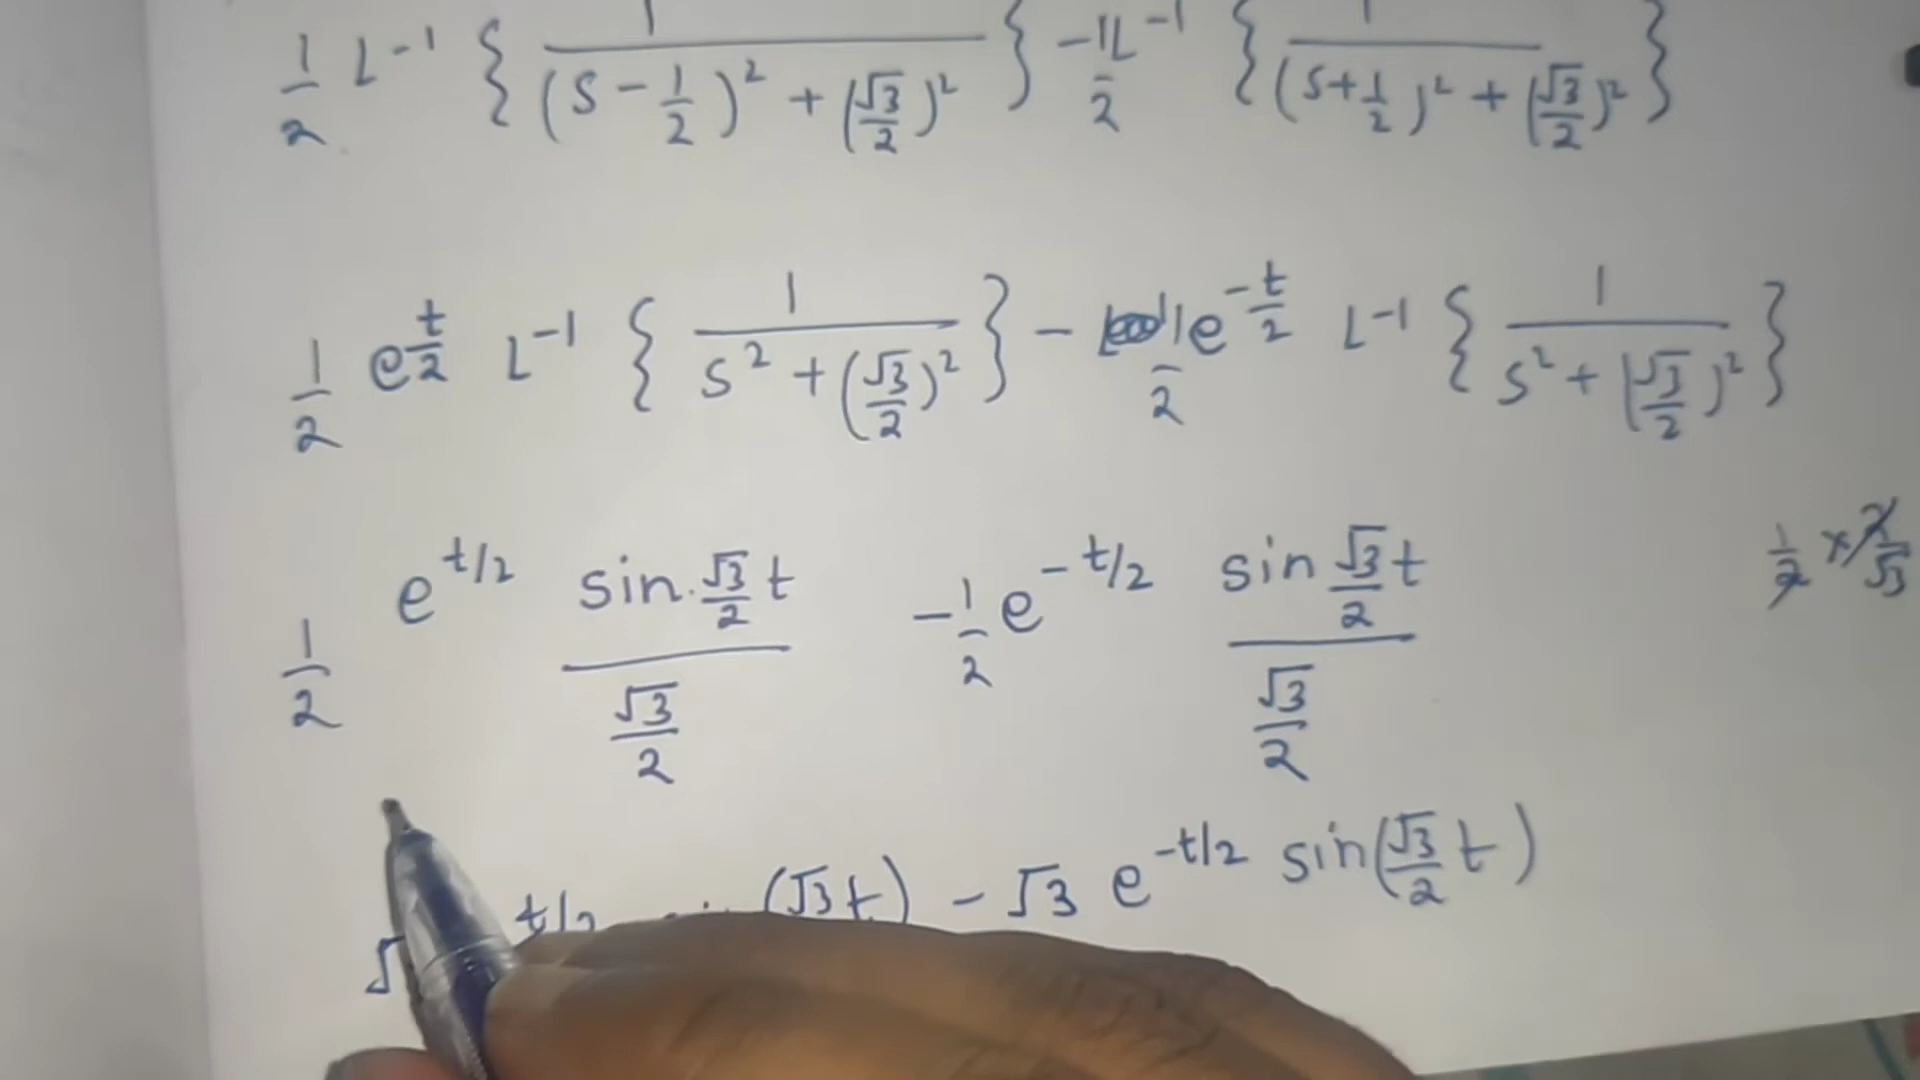 1/2 L⁻¹ { 1/((s - 1/2)² + (√3/2)²) } - 1/2 L⁻¹ { 1/((s + 1/2)² + (√3/2)²) }
1/2 e^(t/2) L⁻¹ { 1/(s² + (√3/2)²) } - 1/2 e^(-t/2) L⁻¹ { 1/(s² + (√3/2)²) }
1/2 e^(t/2) (sin √3/2 t)/(√3/2) - 1/2 e^(-t/2) (sin √3/2 t)/(√3/2)
1/2 × 2/√3
t/2 (√3 t) - √3 e^(-t/2) sin(√3/2 t)